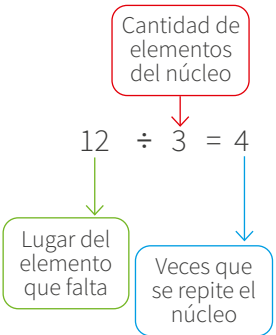 Cantidad de
elementos
del núcleo
12 ÷ 3 = 4
Lugar del
elemento
que falta
Veces que
se repite el
núcleo